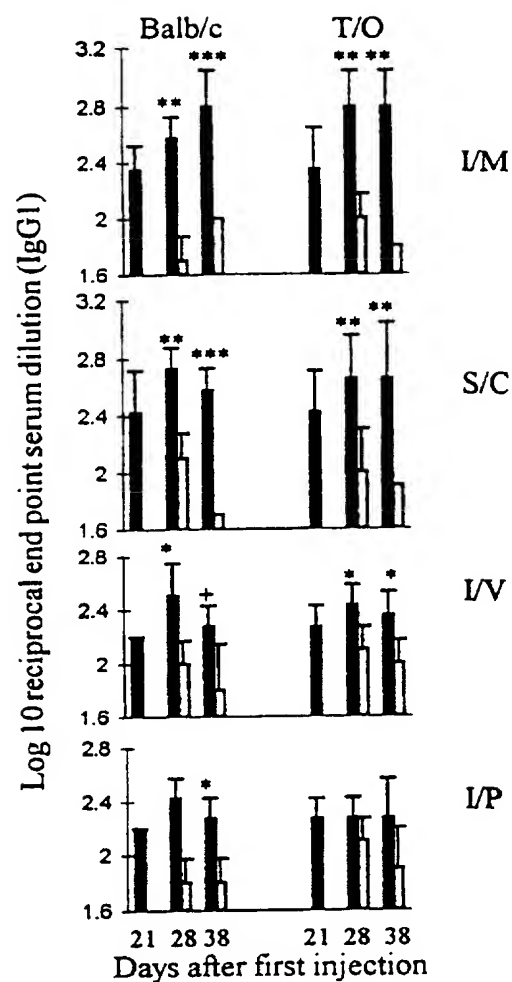 Balb/c T/O
3.2 ** *** ** **
2.8
2.4
2
1.6
I/M
3.2 ** *** ** **
2.8
2.4
2
1.6
S/C
2.8 * + * *
2.4
2
1.6
I/V
2.8 *
2.4
2
1.6
I/P
21 28 38 21 28 38
Days after first injection
Log 10 reciprocal end point serum dilution (IgG1)